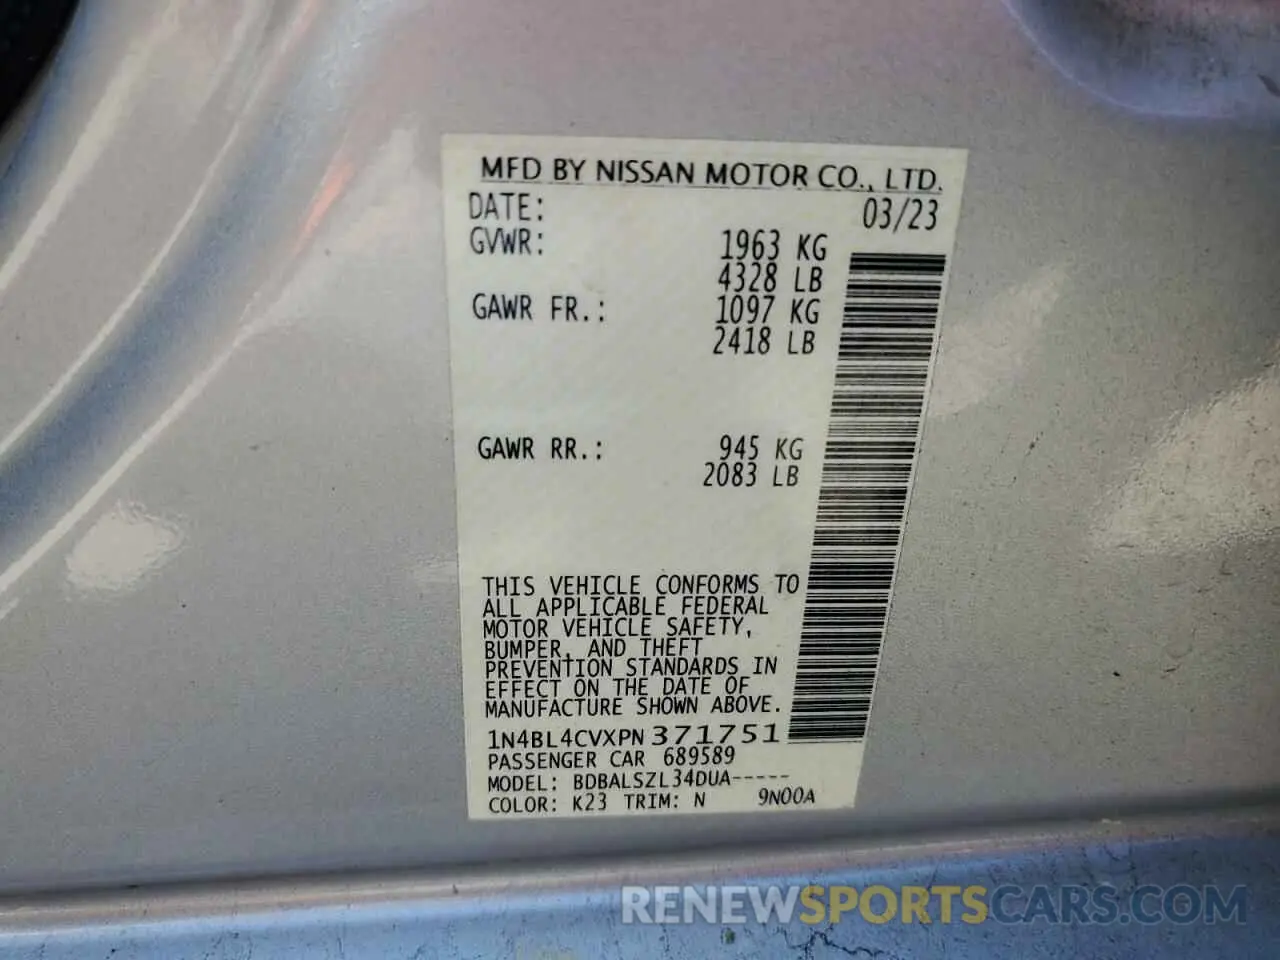 MFD BY NISSAN MOTOR CO., LTD.
DATE: 03/23
GVWR: 1963 KG
4328 LB
GAWR FR.: 1097 KG
2418 LB
GAWR RR.: 945 KG
2083 LB
THIS VEHICLE CONFORMS TO
ALL APPLICABLE FEDERAL
MOTOR VEHICLE SAFETY,
BUMPER, AND THEFT
PREVENTION STANDARDS IN
EFFECT ON THE DATE OF
MANUFACTURE SHOWN ABOVE.
1N4BL4CVXPN371751
PASSENGER CAR 689589
MODEL: BDBALSZL34DUA-----
COLOR: K23 TRIM: N 9N00A
RENEWSPORTSCARS.COM